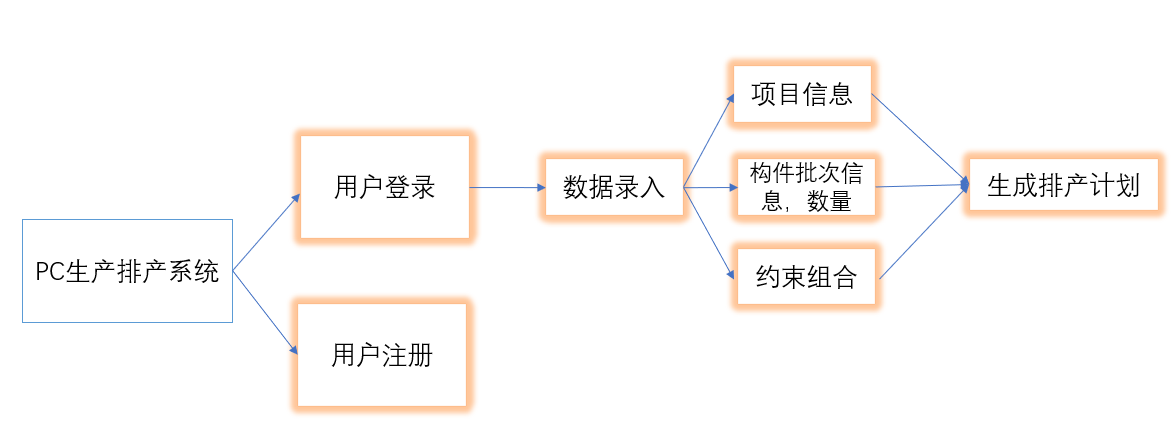 PC生产排产系统
用户登录
用户注册
数据录入
项目信息
构件批次信
息，数量
约束组合
生成排产计划